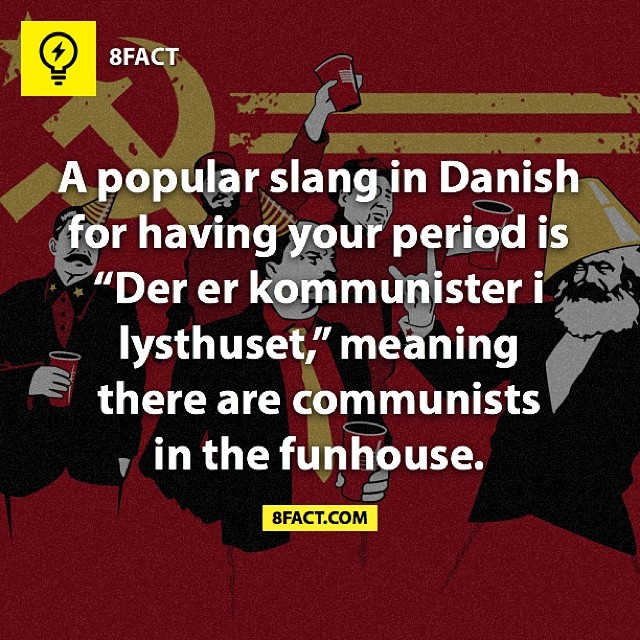 8FACT
A popular slang in Danish
for having your period is
“Der er kommunister i
lysthuset,” meaning
there are communists
in the funhouse.
8FACT.COM